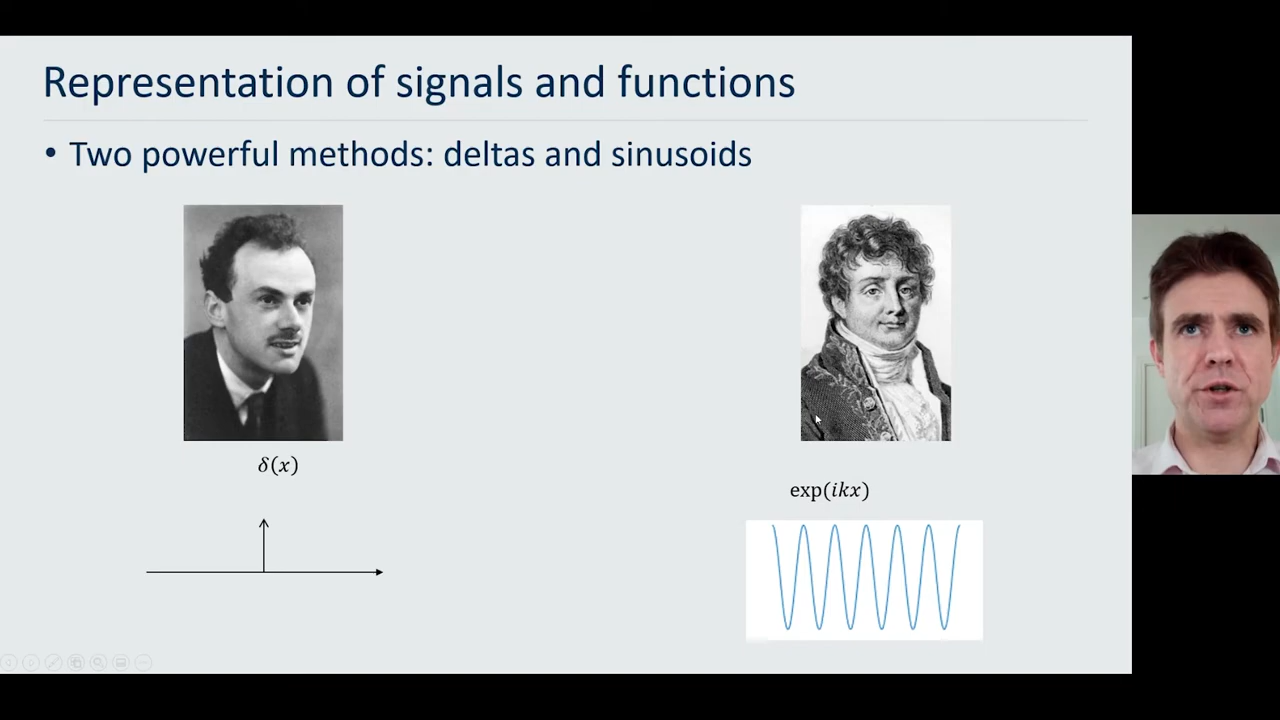 Representation of signals and functions
• Two powerful methods: deltas and sinusoids
δ(x)
exp(ikx)